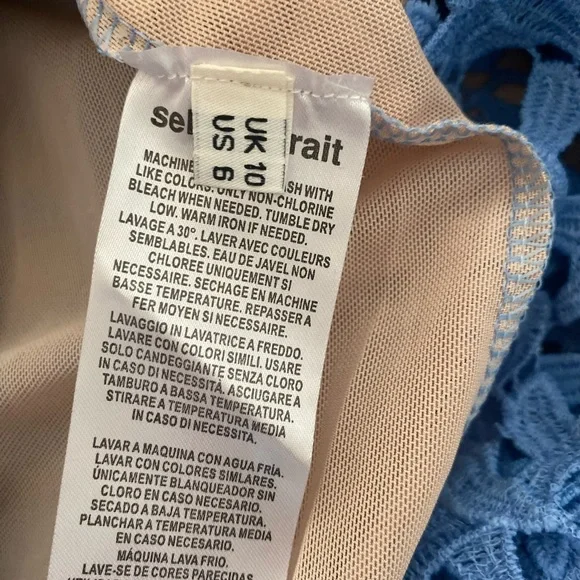 UK 10
US 6
sel rait
MACHINE SH WITH
LIKE COLORS. ONLY NON-CHLORINE
BLEACH WHEN NEEDED. TUMBLE DRY
LOW. WARM IRON IF NEEDED.
LAVAGE A 30°. LAVER AVEC COULEURS
SEMBLABLES. EAU DE JAVEL NON
CHLOREE UNIQUEMENT SI
NECESSAIRE. SECHAGE EN MACHINE
BASSE TEMPERATURE. REPASSER A
FER MOYEN SI NECESSAIRE.
LAVAGGIO IN LAVATRICE A FREDDO.
LAVARE CON COLORI SIMILI. USARE
SOLO CANDEGGIANTE SENZA CLORO
IN CASO DI NECESSITÀ. ASCIUGARE A
TAMBURO A BASSA TEMPERATURA.
STIRARE A TEMPERATURA MEDIA
IN CASO DI NECESSITA.
LAVAR A MAQUINA CON AGUA FRÍA.
LAVAR CON COLORES SIMLARES.
ÚNICAMENTE BLANQUEADOR SIN
CLORO EN CASO NECESARIO.
SECADO A BAJA TEMPERATURA.
PLANCHAR A TEMPERATURA MEDIA
EN CASO NECESARIO.
MÁQUINA LAVA FRIO.
LAVE-SE DE CORES PARECIDAS